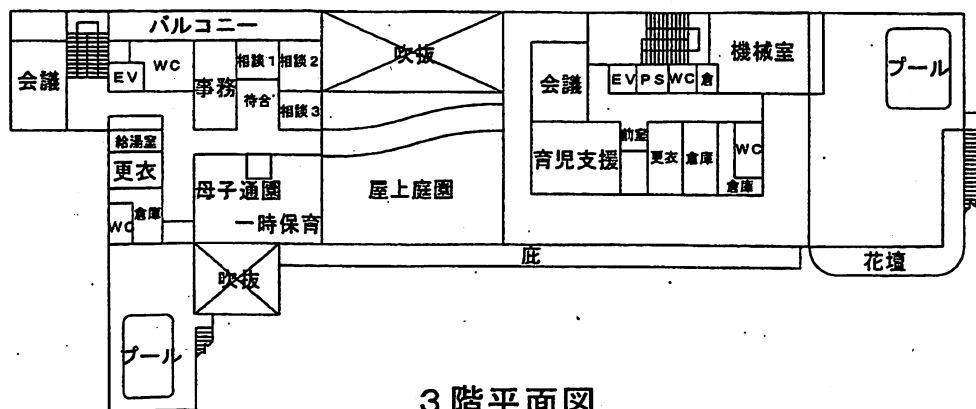 バルコニー
会議
EV
WC
事務
相談1
相談2
待合
相談3
吹抜
会議
EV
PS
WC
倉
機械室
プール
給湯室
更衣
WC
倉庫
母子通園
一時保育
屋上庭園
育児支援
前室
更衣
倉庫
WC
倉庫
庇
花壇
吹抜
プール
3階平面図